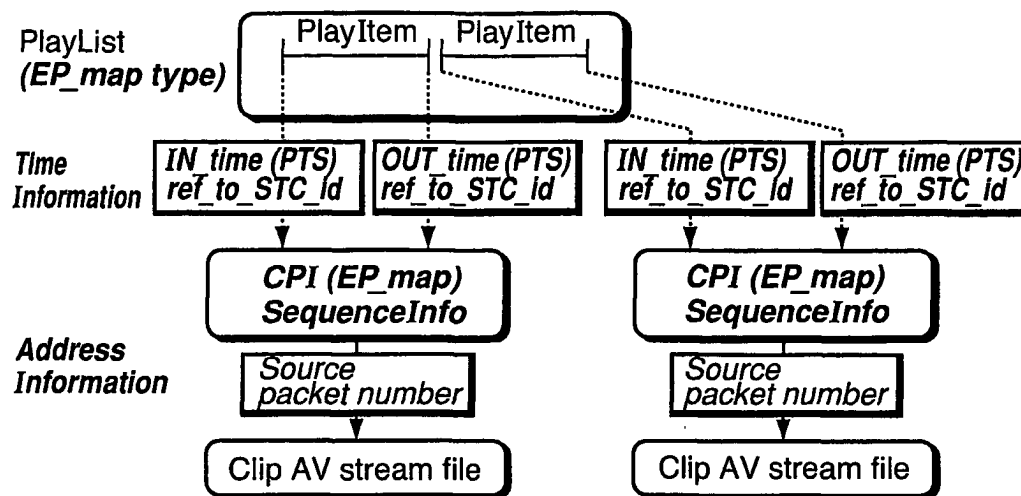 PlayList
(EP_map type)
PlayItem
PlayItem
Time
Information
IN_time (PTS)
ref_to_STC_id
OUT_time (PTS)
ref_to_STC_id
IN_time (PTS)
ref_to_STC_id
OUT_time (PTS)
ref_to_STC_id
CPI (EP_map)
SequenceInfo
CPI (EP_map)
SequenceInfo
Address
Information
Source
packet number
Source
packet number
Clip AV stream file
Clip AV stream file